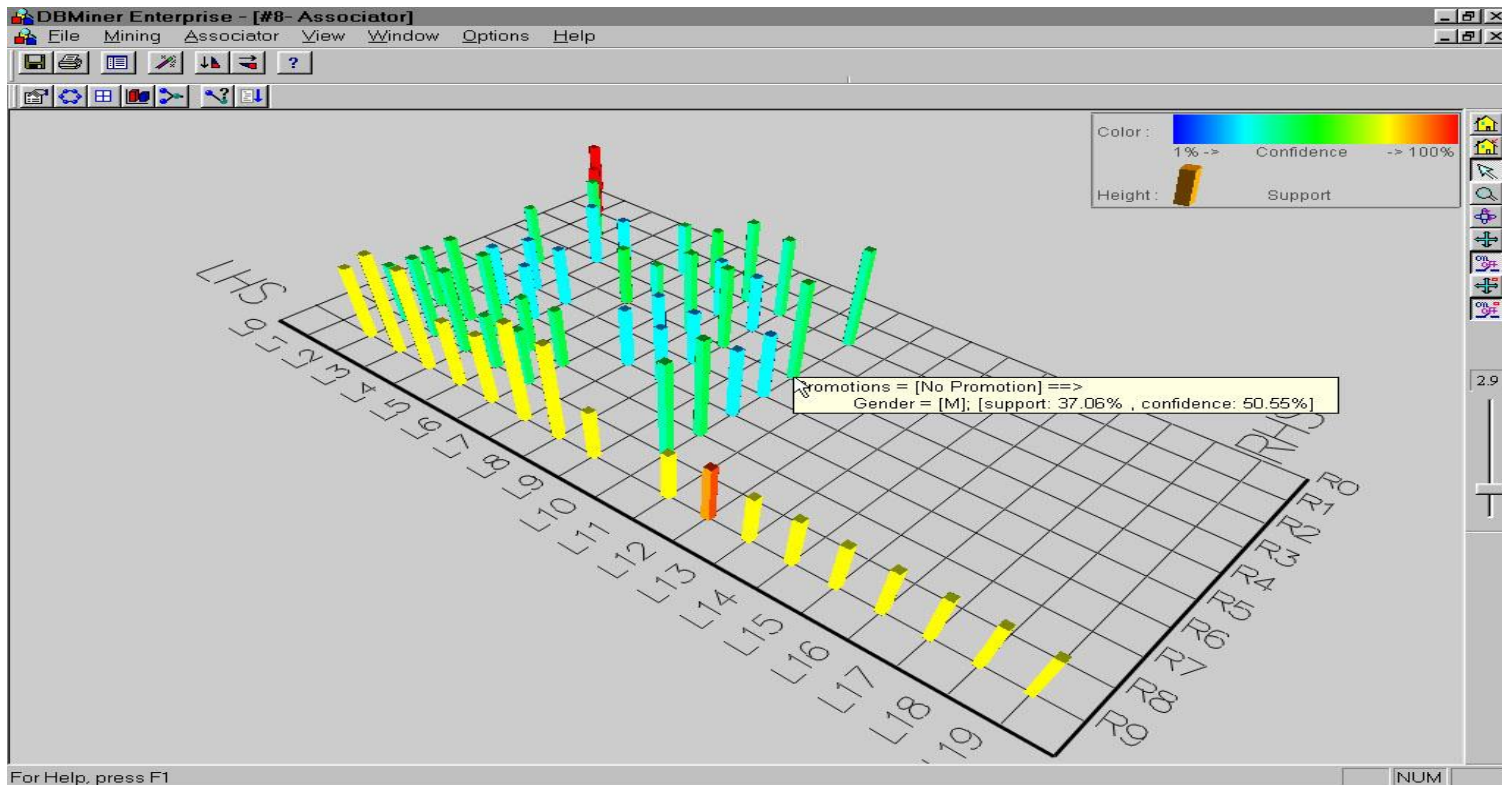 DBMiner Enterprise - [#8- Associator]
File Mining Associator View Window Options Help
Color :
1% -> Confidence -> 100%
Height : Support
LHS
L0
L1
L2
L3
L4
L5
L6
L7
L8
L9
L10
L11
L12
L13
L14
L15
L16
L17
L18
L19
RHS
R0
R1
R2
R3
R4
R5
R6
R7
R8
R9
Promotions = [No Promotion] ==>
Gender = [M]; [support: 37.06% , confidence: 50.55%]
2.9
For Help, press F1
NUM